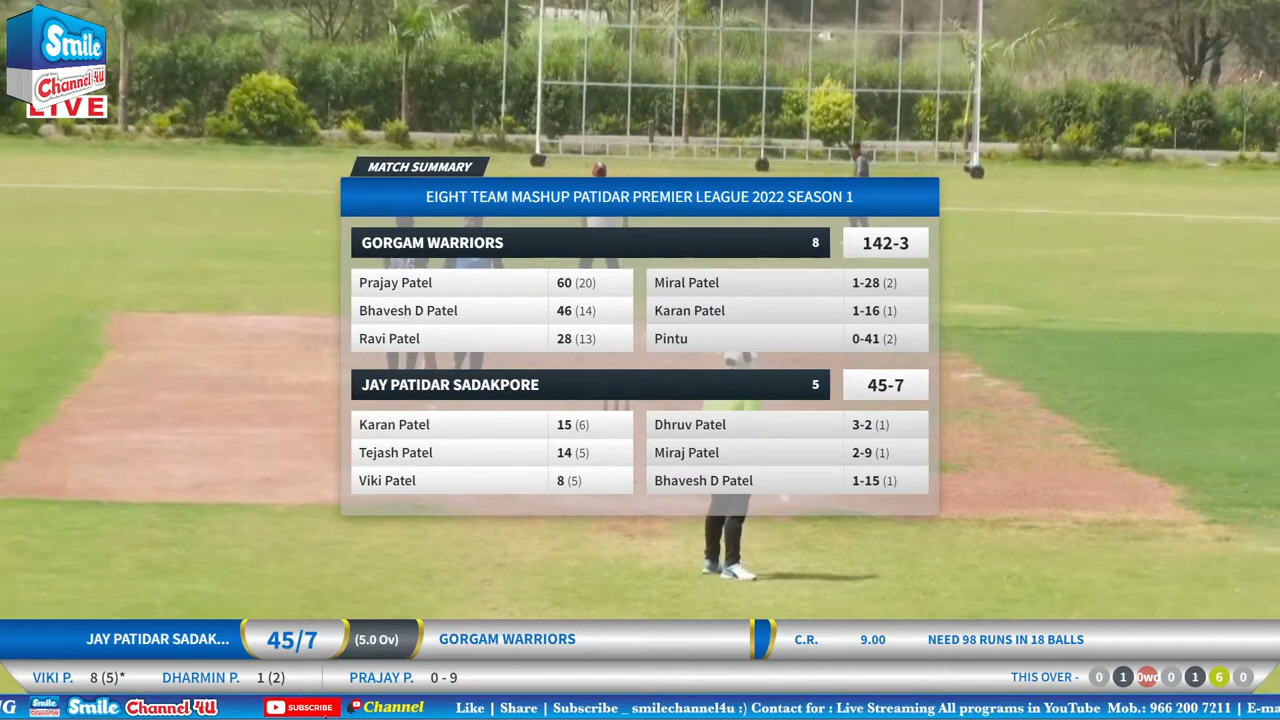 Smile
Channel 4U
LIVE
MATCH SUMMARY
EIGHT TEAM MASHUP PATIDAR PREMIER LEAGUE 2022 SEASON 1
GORGAM WARRIORS 8 142-3
Prajay Patel 60 (20) Miral Patel 1-28 (2)
Bhavesh D Patel 46 (14) Karan Patel 1-16 (1)
Ravi Patel 28 (13) Pintu 0-41 (2)
JAY PATIDAR SADAKPORE 5 45-7
Karan Patel 15 (6) Dhruv Patel 3-2 (1)
Tejash Patel 14 (5) Miraj Patel 2-9 (1)
Viki Patel 8 (5) Bhavesh D Patel 1-15 (1)
JAY PATIDAR SADAK... 45/7 (5.0 Ov) GORGAM WARRIORS C.R. 9.00 NEED 98 RUNS IN 18 BALLS
VIKI P. 8 (5)* DHARMIN P. 1 (2) PRAJAY P. 0 - 9 THIS OVER - 0 1 0wd 0 1 6 0
G Smile Channel 4U Smile Channel 4U SUBSCRIBE Channel Like | Share | Subscribe _ smilechannel4u :) Contact for : Live Streaming All programs in YouTube Mob.: 966 200 7211 | E-ma